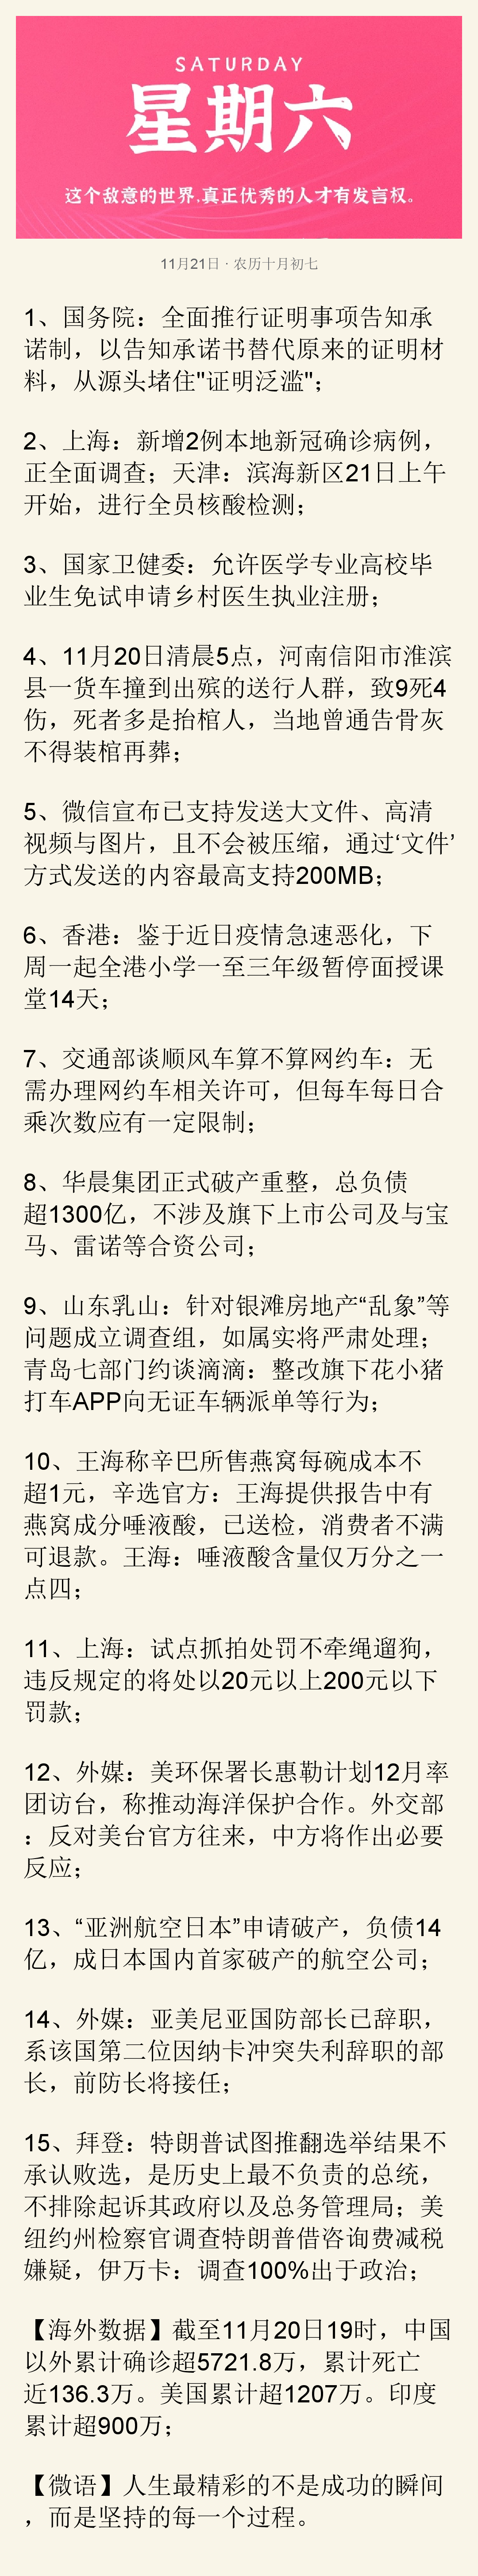 SATURDAY
星期六
这个敌意的世界,真正优秀的人才有发言权。
11月21日 · 农历十月初七
1、国务院：全面推行证明事项告知承
诺制，以告知承诺书替代原来的证明材
料，从源头堵住"证明泛滥"；
2、上海：新增2例本地新冠确诊病例，
正全面调查；天津：滨海新区21日上午
开始，进行全员核酸检测；
3、国家卫健委：允许医学专业高校毕
业生免试申请乡村医生执业注册；
4、11月20日清晨5点，河南信阳市淮滨
县一货车撞到出殡的送行人群，致9死4
伤，死者多是抬棺人，当地曾通告骨灰
不得装棺再葬；
5、微信宣布已支持发送大文件、高清
视频与图片，且不会被压缩，通过‘文件’
方式发送的内容最高支持200MB；
6、香港：鉴于近日疫情急速恶化，下
周一起全港小学一至三年级暂停面授课
堂14天；
7、交通部谈顺风车算不算网约车：无
需办理网约车相关许可，但每车每日合
乘次数应有一定限制；
8、华晨集团正式破产重整，总负债
超1300亿，不涉及旗下上市公司及与宝
马、雷诺等合资公司；
9、山东乳山：针对银滩房地产“乱象”等
问题成立调查组，如属实将严肃处理；
青岛七部门约谈滴滴：整改旗下花小猪
打车APP向无证车辆派单等行为；
10、王海称辛巴所售燕窝每碗成本不
超1元，辛选官方：王海提供报告中有
燕窝成分唾液酸，已送检，消费者不满
可退款。王海：唾液酸含量仅万分之一
点四；
11、上海：试点抓拍处罚不牵绳遛狗，
违反规定的将处以20元以上200元以下
罚款；
12、外媒：美环保署长惠勒计划12月率
团访台，称推动海洋保护合作。外交部
：反对美台官方往来，中方将作出必要
反应；
13、“亚洲航空日本”申请破产，负债14
亿，成日本国内首家破产的航空公司；
14、外媒：亚美尼亚国防部长已辞职，
系该国第二位因纳卡冲突失利辞职的部
长，前防长将接任；
15、拜登：特朗普试图推翻选举结果不
承认败选，是历史上最不负责的总统，
不排除起诉其政府以及总务管理局；美
纽约州检察官调查特朗普借咨询费减税
嫌疑，伊万卡：调查100%出于政治；
【海外数据】截至11月20日19时，中国
以外累计确诊超5721.8万，累计死亡
近136.3万。美国累计超1207万。印度
累计超900万；
【微语】人生最精彩的不是成功的瞬间
，而是坚持的每一个过程。